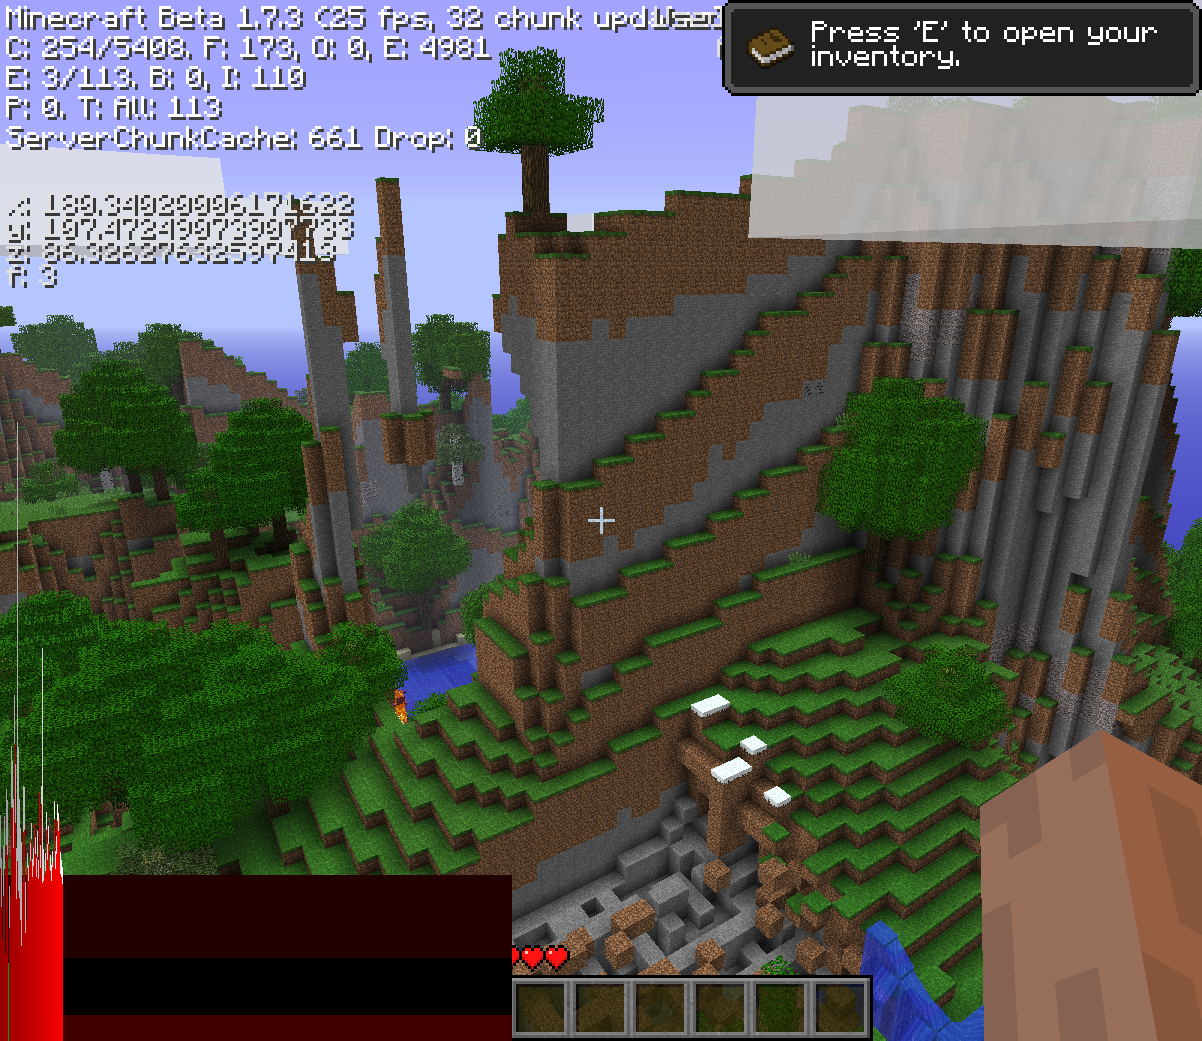 Minecraft Beta 1.7.3 (25 fps, 32 chunk upd
C: 254/5408. F: 173, O: 0, E: 4981
E: 3/113. B: 0, I: 110
P: 0. T: All: 113
ServerChunkCache: 661 Drop: 0
f: 3
Press 'E' to open your
inventory.